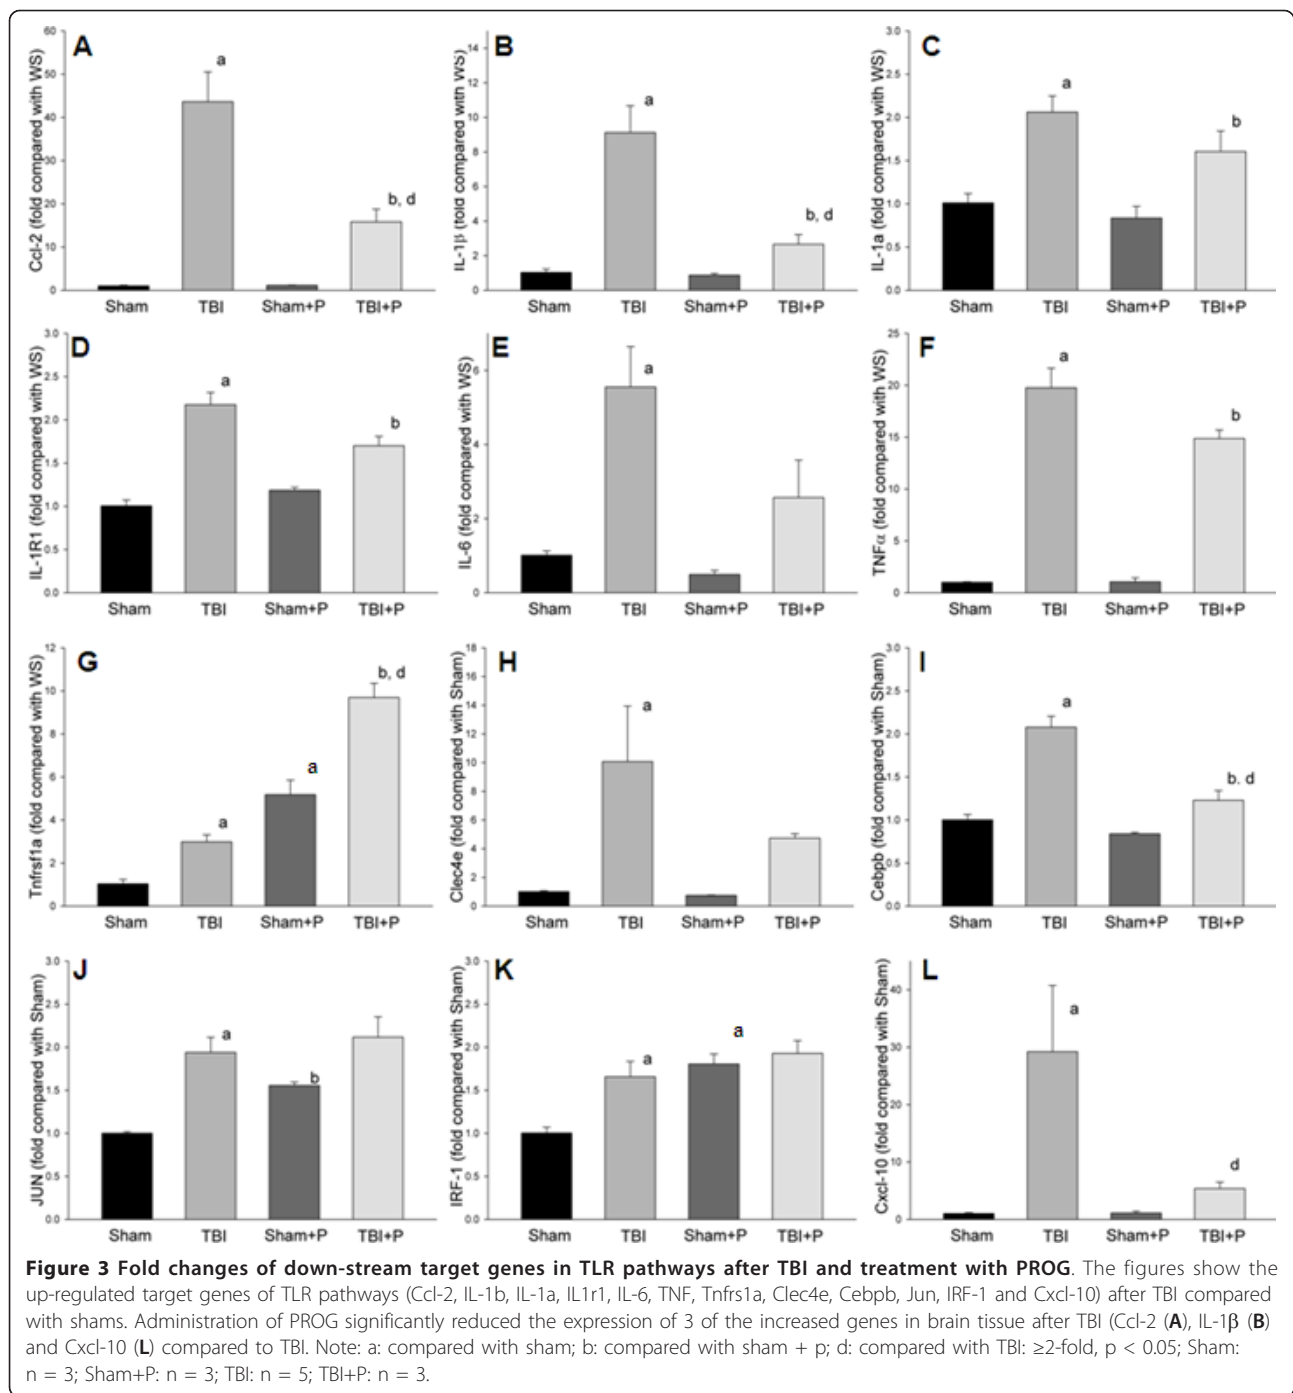 A
Ccl-2 (fold compared with WS)
60
50
40
30
20
10
0
a
b, d
Sham TBI Sham+P TBI+P
B
IL-1β (fold compared with WS)
14
12
10
8
6
4
2
0
a
b, d
Sham TBI Sham+P TBI+P
C
IL-1a (fold compared with WS)
3.0
2.5
2.0
1.5
1.0
0.5
0.0
a
b
Sham TBI Sham+P TBI+P
D
IL-1R1 (fold compared with WS)
3.0
2.5
2.0
1.5
1.0
0.5
0.0
a
b
Sham TBI Sham+P TBI+P
E
IL-6 (fold compared with WS)
6
4
2
0
a
Sham TBI Sham+P TBI+P
F
TNFα (fold compared with WS)
25
20
15
10
5
0
a
b
Sham TBI Sham+P TBI+P
G
Tnfrsf1a (fold compared with WS)
12
10
8
6
4
2
0
a
a
b, d
Sham TBI Sham+P TBI+P
H
Clec4e (fold compared with Sham)
18
16
14
12
10
8
6
4
2
0
a
Sham TBI Sham+P TBI+P
I
Cebpb (fold compared with Sham)
3.0
2.5
2.0
1.5
1.0
0.5
0.0
a
b. d
Sham TBI Sham+P TBI+P
J
JUN (fold compared with Sham)
3.0
2.5
2.0
1.5
1.0
0.5
0.0
a
b
Sham TBI Sham+P TBI+P
K
IRF-1 (fold compared with Sham)
3.0
2.5
2.0
1.5
1.0
0.5
0.0
a
a
Sham TBI Sham+P TBI+P
L
Cxcl-10 (fold compared with Sham)
40
30
20
10
0
a
d
Sham TBI Sham+P TBI+P
Figure 3 Fold changes of down-stream target genes in TLR pathways after TBI and treatment with PROG. The figures show the
up-regulated target genes of TLR pathways (Ccl-2, IL-1b, IL-1a, IL1r1, IL-6, TNF, Tnfrs1a, Clec4e, Cebpb, Jun, IRF-1 and Cxcl-10) after TBI compared
with shams. Administration of PROG significantly reduced the expression of 3 of the increased genes in brain tissue after TBI (Ccl-2 (A), IL-1β (B)
and Cxcl-10 (L) compared to TBI. Note: a: compared with sham; b: compared with sham + p; d: compared with TBI: ≥2-fold, p < 0.05; Sham:
n = 3; Sham+P: n = 3; TBI: n = 5; TBI+P: n = 3.